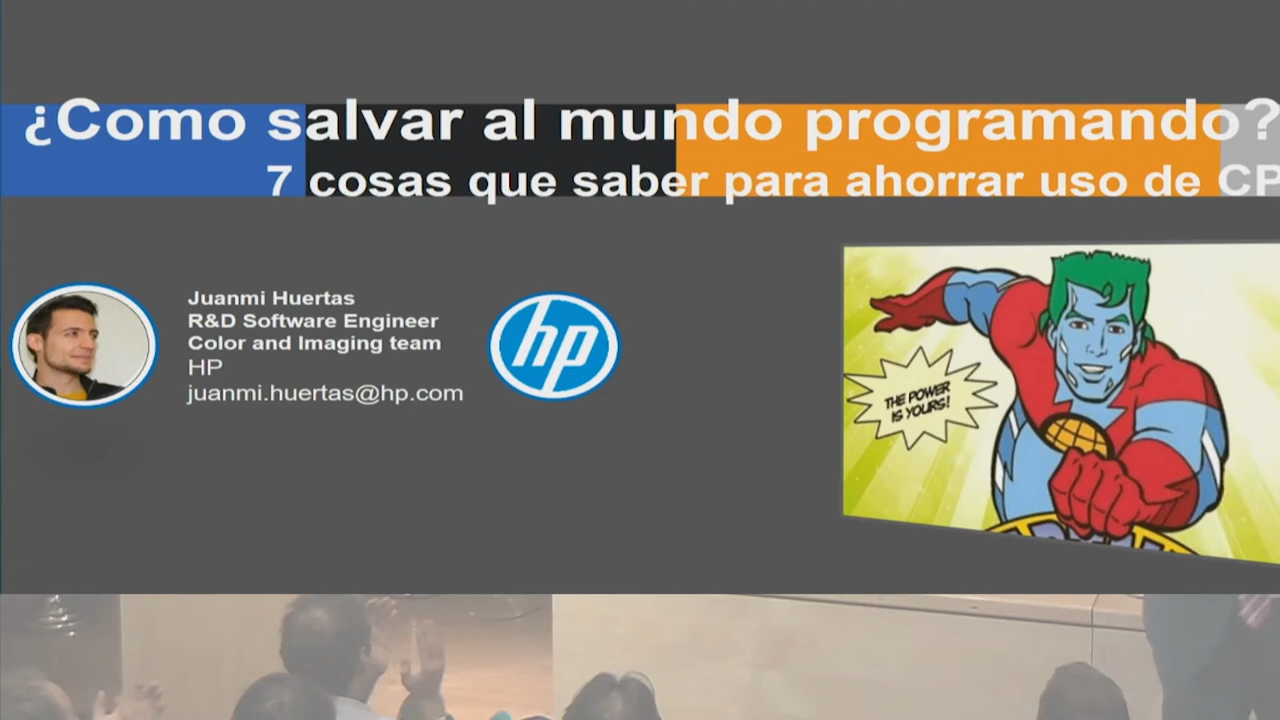 ¿Como salvar al mundo programando?
7 cosas que saber para ahorrar uso de CP
Juanmi Huertas
R&D Software Engineer
Color and Imaging team
HP
juanmi.huertas@hp.com
hp
THE POWER
IS YOURS!